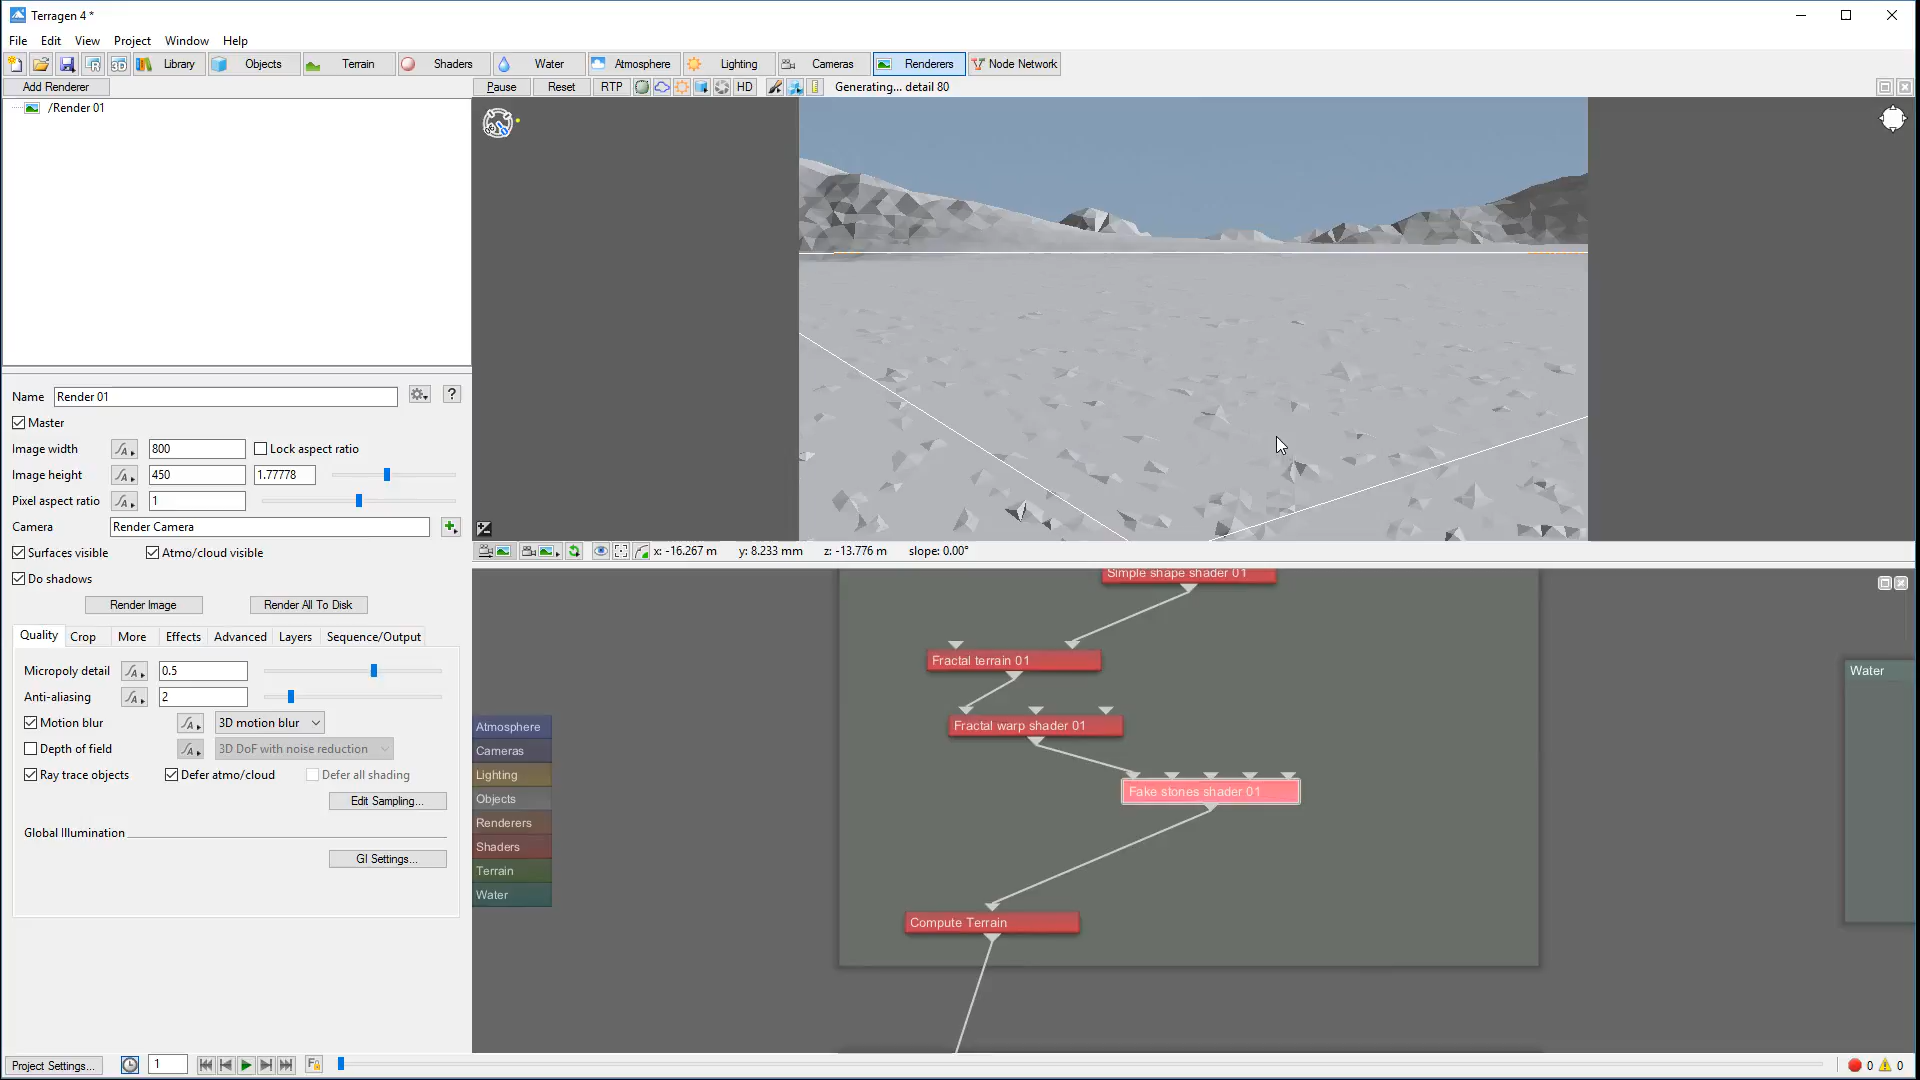 Terragen 4 *
File Edit View Project Window Help
Library Objects Terrain Shaders Water Atmosphere Lighting Cameras Renderers Node Network
Add Renderer Pause Reset RTP HD Generating... detail 80
/Render 01
Name Render 01 ?
Master
Image width 800 Lock aspect ratio
Image height 450 1.77778
Pixel aspect ratio 1
Camera Render Camera
Surfaces visible Atmo/cloud visible
x: -16.267 m y: 8.233 mm z: -13.776 m slope: 0.00°
Do shadows
Render Image Render All To Disk
Quality Crop More Effects Advanced Layers Sequence/Output
Micropoly detail 0.5
Anti-aliasing 2
Motion blur 3D motion blur
Depth of field 3D DoF with noise reduction
Ray trace objects Defer atmo/cloud Defer all shading
Edit Sampling...
Global Illumination
GI Settings...
Simple shape shader 01
Fractal terrain 01
Fractal warp shader 01
Fake stones shader 01
Compute Terrain
Water
Atmosphere
Cameras
Lighting
Objects
Renderers
Shaders
Terrain
Water
Project Settings... 1 0 0